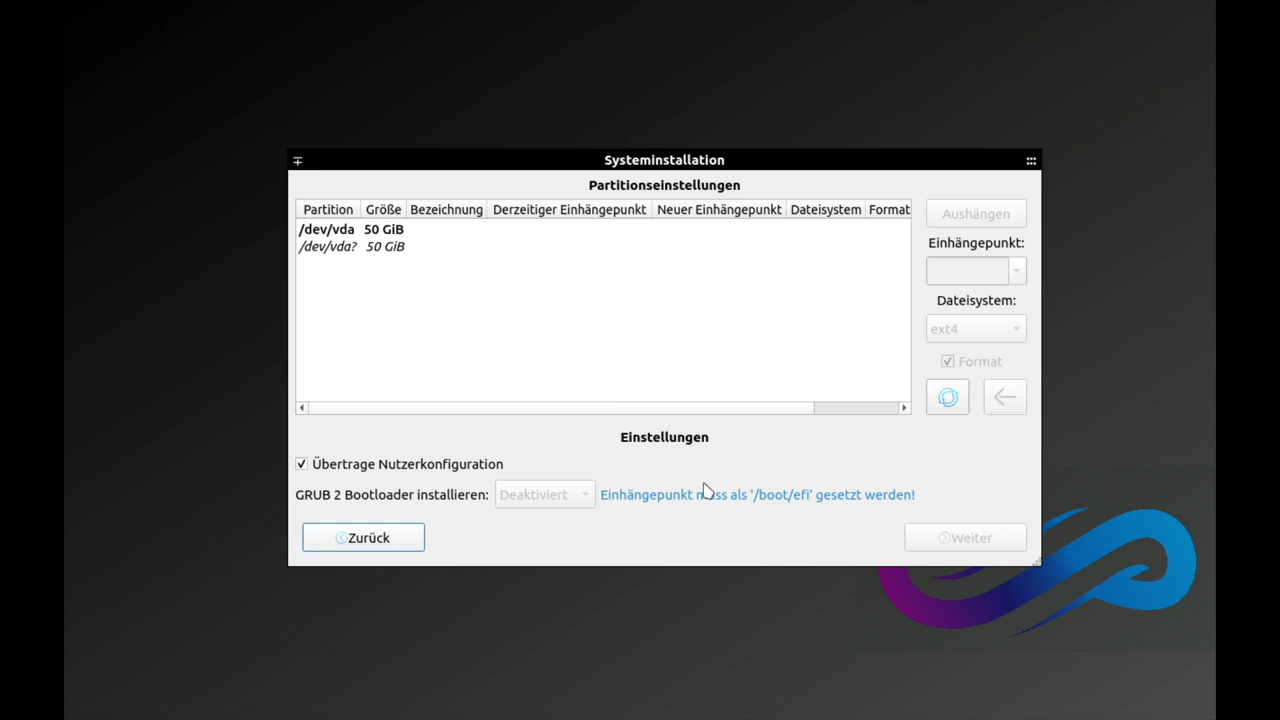 Systeminstallation
Partitionseinstellungen
Partition Größe Bezeichnung Derzeitiger Einhängepunkt Neuer Einhängepunkt Dateisystem Format
/dev/vda 50 GiB
/dev/vda? 50 GiB
Aushängen
Einhängepunkt:
Dateisystem:
ext4
Format
Einstellungen
Übertrage Nutzerkonfiguration
GRUB 2 Bootloader installieren: Deaktiviert Einhängepunkt muss als '/boot/efi' gesetzt werden!
Zurück Weiter